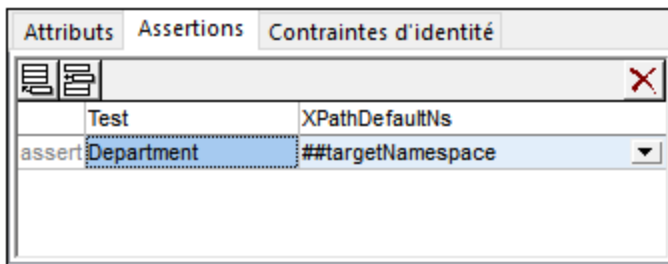 Attributs Assertions Contraintes d'identité
Test XPathDefaultNs
assert Department ##targetNamespace